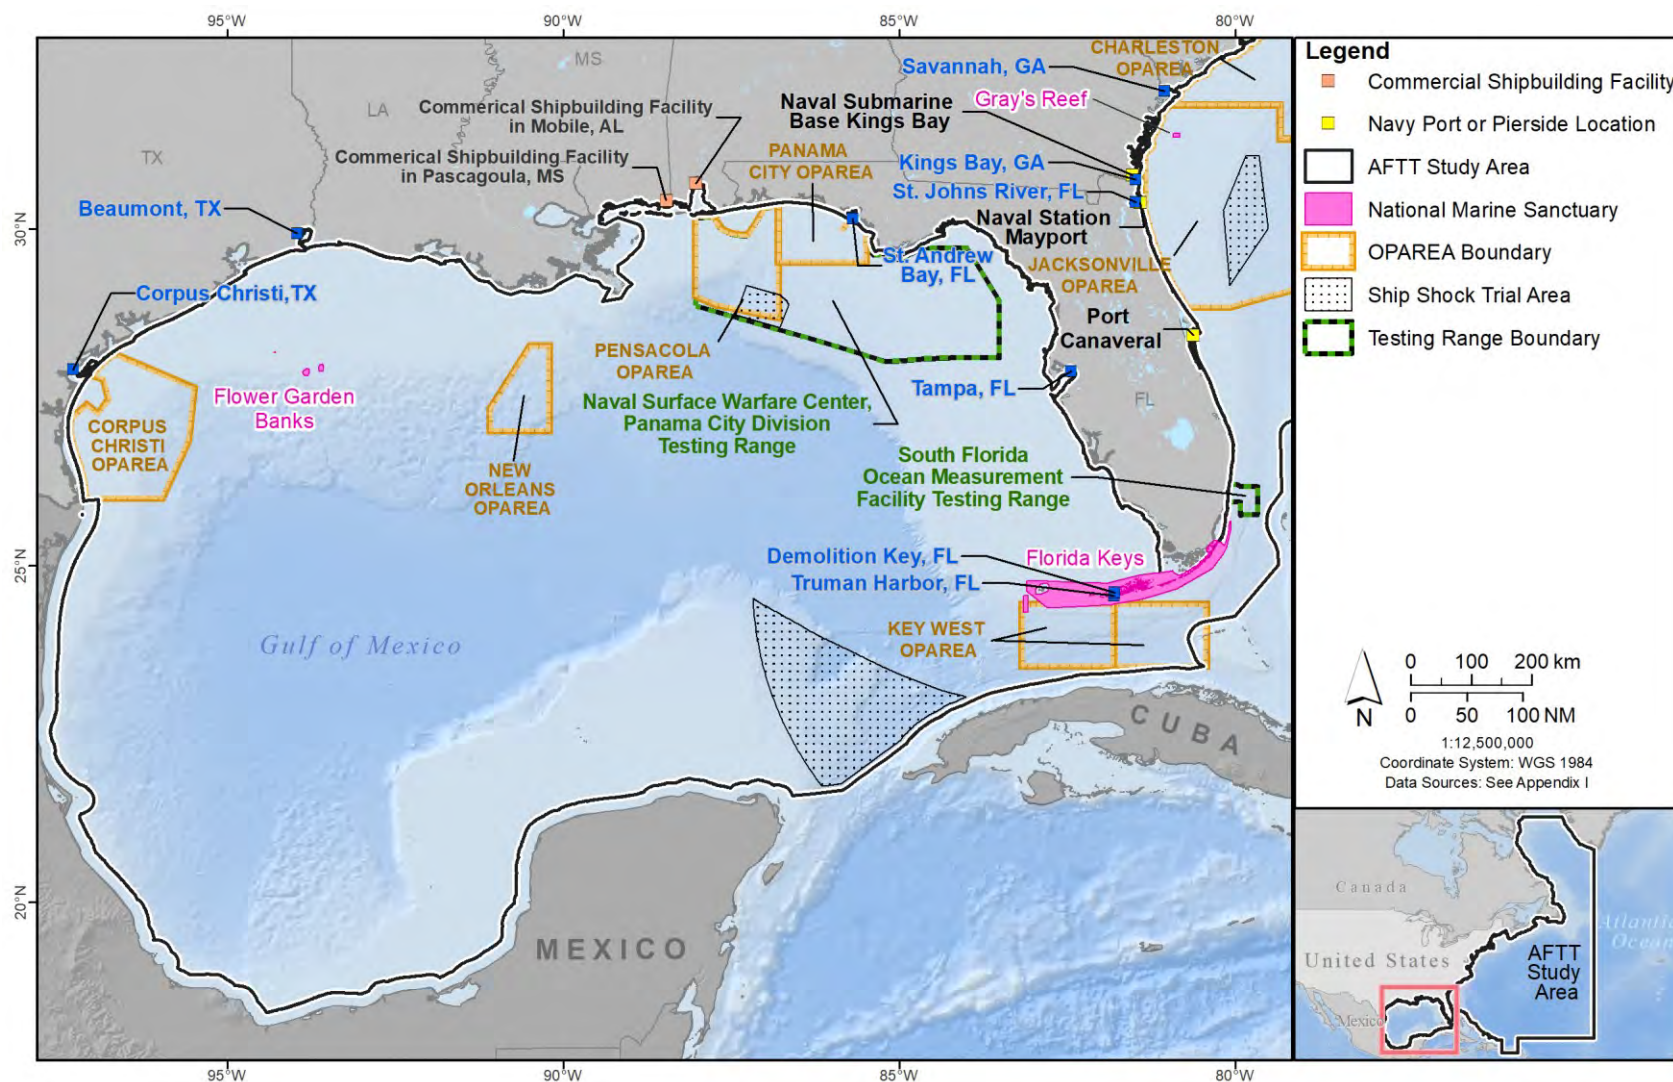 95°W
90°W
85°W
80°W
30°N
25°N
20°N
95°W
90°W
85°W
80°W
TX
LA
MS
AL
GA
FL
CHARLESTON
OPAREA
Savannah, GA
Gray's Reef
Commerical Shipbuilding Facility
in Mobile, AL
Naval Submarine
Base Kings Bay
Commerical Shipbuilding Facility
in Pascagoula, MS
PANAMA
CITY OPAREA
Kings Bay, GA
St. Johns River, FL
Beaumont, TX
Naval Station
Mayport
St. Andrew
Bay, FL
JACKSONVILLE
OPAREA
Corpus Christi,TX
Port
Canaveral
PENSACOLA
OPAREA
Tampa, FL
Flower Garden
Banks
Naval Surface Warfare Center,
Panama City Division
Testing Range
CORPUS
CHRISTI
OPAREA
NEW
ORLEANS
OPAREA
South Florida
Ocean Measurement
Facility Testing Range
Demolition Key, FL
Florida Keys
Truman Harbor, FL
KEY WEST
OPAREA
Gulf of Mexico
CUBA
MEXICO
Legend
Commercial Shipbuilding Facility
Navy Port or Pierside Location
AFTT Study Area
National Marine Sanctuary
OPAREA Boundary
Ship Shock Trial Area
Testing Range Boundary
N
0 100 200 km
0 50 100 NM
1:12,500,000
Coordinate System: WGS 1984
Data Sources: See Appendix I
Canada
United States
Mexico
Atlantic
Ocean
AFTT
Study
Area